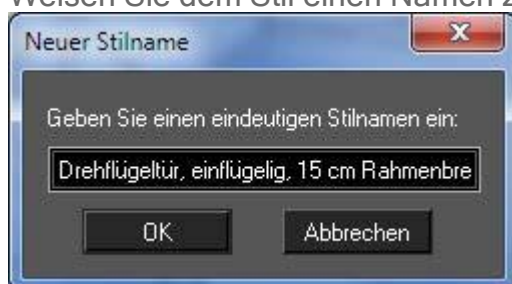 Weisen Sie dem Stil einen Namen z
Neuer Stilname
Geben Sie einen eindeutigen Stilnamen ein:
Drehflügeltür, einflügelig, 15 cm Rahmenbre
OK Abbrechen